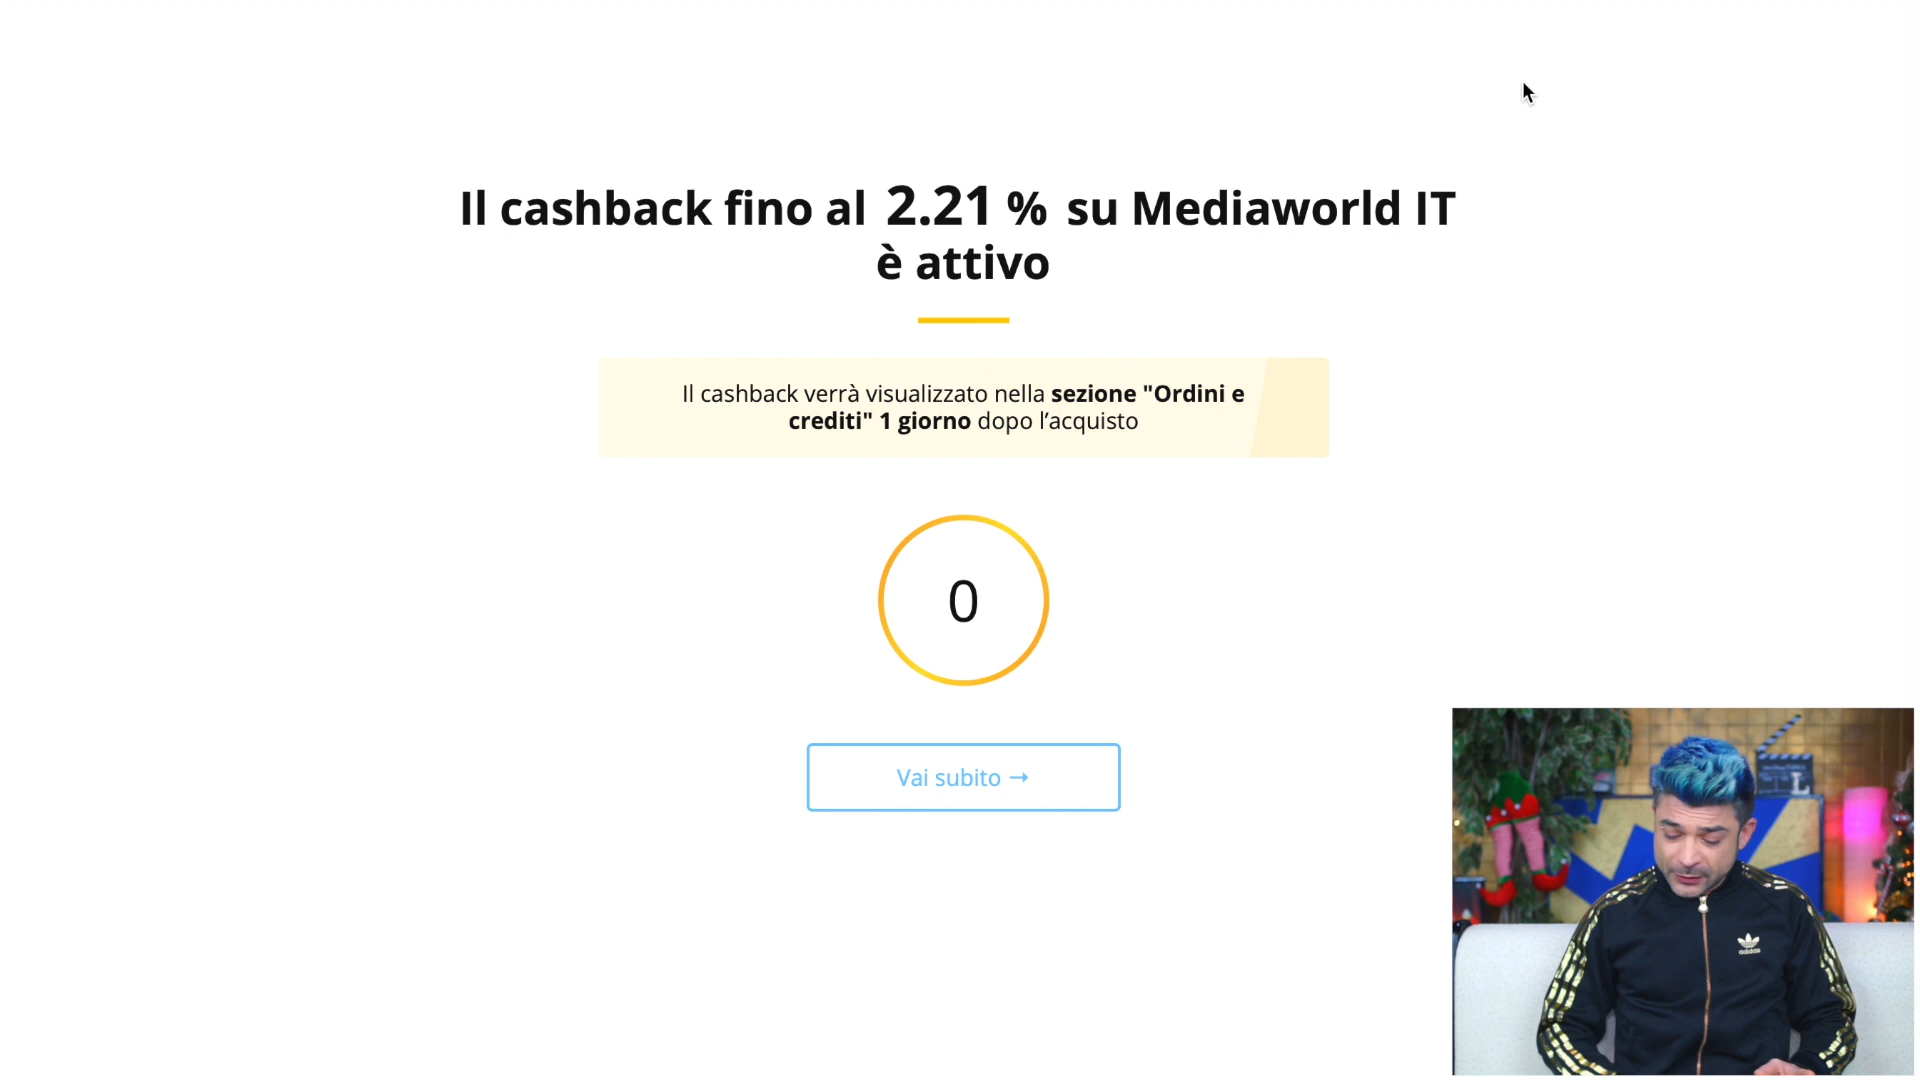 Il cashback fino al 2.21 % su Mediaworld IT
è attivo
Il cashback verrà visualizzato nella sezione "Ordini e
crediti" 1 giorno dopo l’acquisto
0
Vai subito →
L
adidas